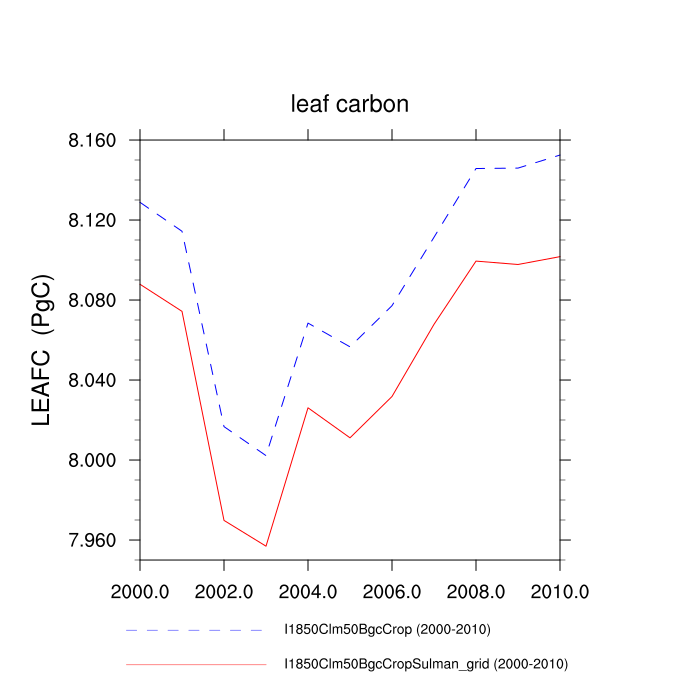 leaf carbon
8.160
8.120
8.080
8.040
8.000
7.960
LEAFC (PgC)
2000.0 2002.0 2004.0 2006.0 2008.0 2010.0
I1850Clm50BgcCrop (2000-2010)
I1850Clm50BgcCropSulman_grid (2000-2010)